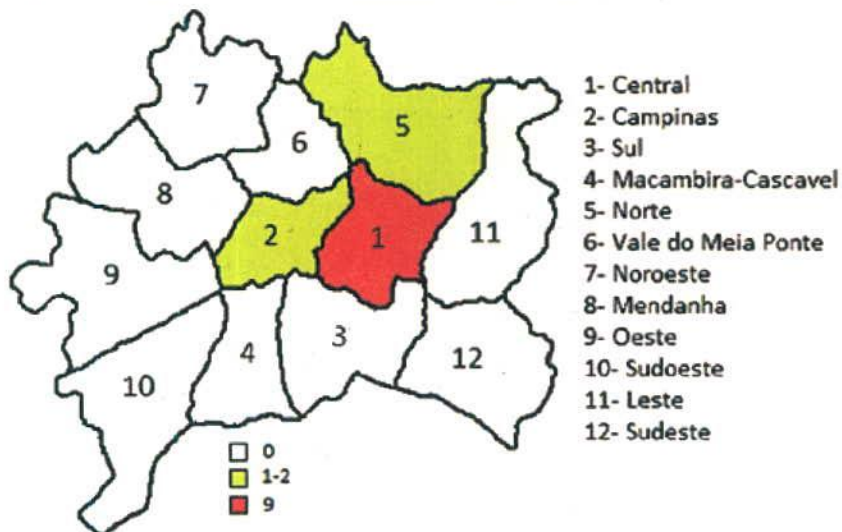 7
5
6
8
2
1
11
9
4
3
12
10
1- Central
2- Campinas
3- Sul
4- Macambira-Cascavel
5- Norte
6- Vale do Meia Ponte
7- Noroeste
8- Mendanha
9- Oeste
10- Sudoeste
11- Leste
12- Sudeste
0
1-2
9